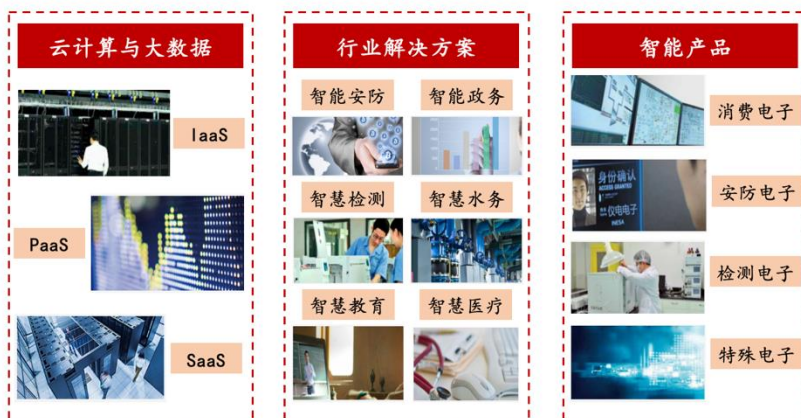 云计算与大数据
IaaS
PaaS
SaaS
行业解决方案
智能安防
智能政务
智慧检测
智慧水务
智慧教育
智慧医疗
智能产品
消费电子
身份确认
ACCESS GRANTED
仪电电子
INESA
安防电子
检测电子
特殊电子